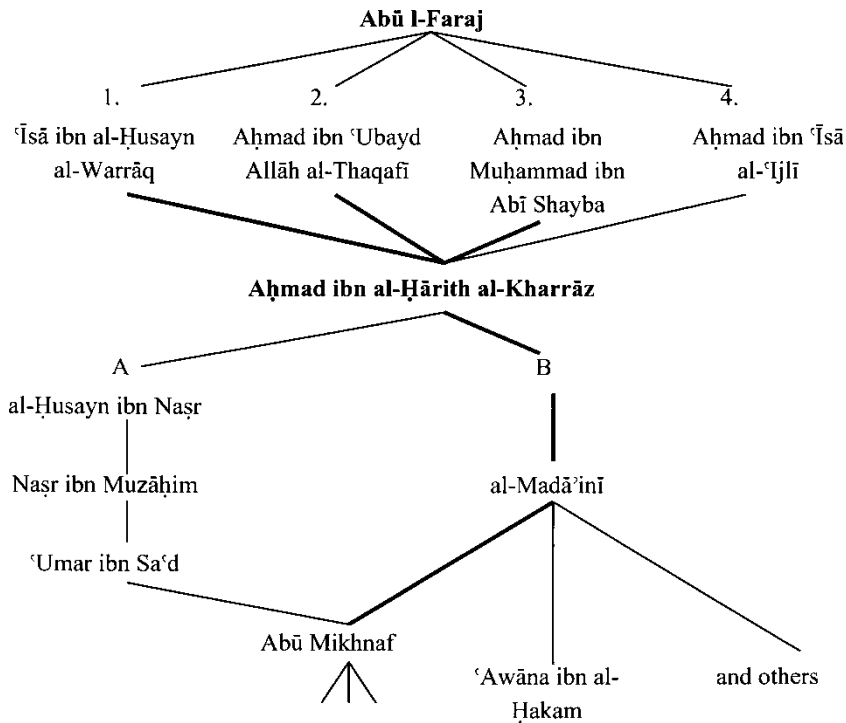 Abū l-Faraj
1. 2. 3. 4.
ʿĪsā ibn al-Ḥusayn
al-Warrāq
Aḥmad ibn ʿUbayd
Allāh al-Thaqafī
Aḥmad ibn
Muḥammad ibn
Abī Shayba
Aḥmad ibn ʿĪsā
al-ʿIjlī
Aḥmad ibn al-Ḥārith al-Kharrāz
A B
al-Ḥusayn ibn Naṣr
Naṣr ibn Muzāḥim
al-Madāʾinī
ʿUmar ibn Saʿd
Abū Mikhnaf
ʿAwāna ibn al-
Ḥakam
and others